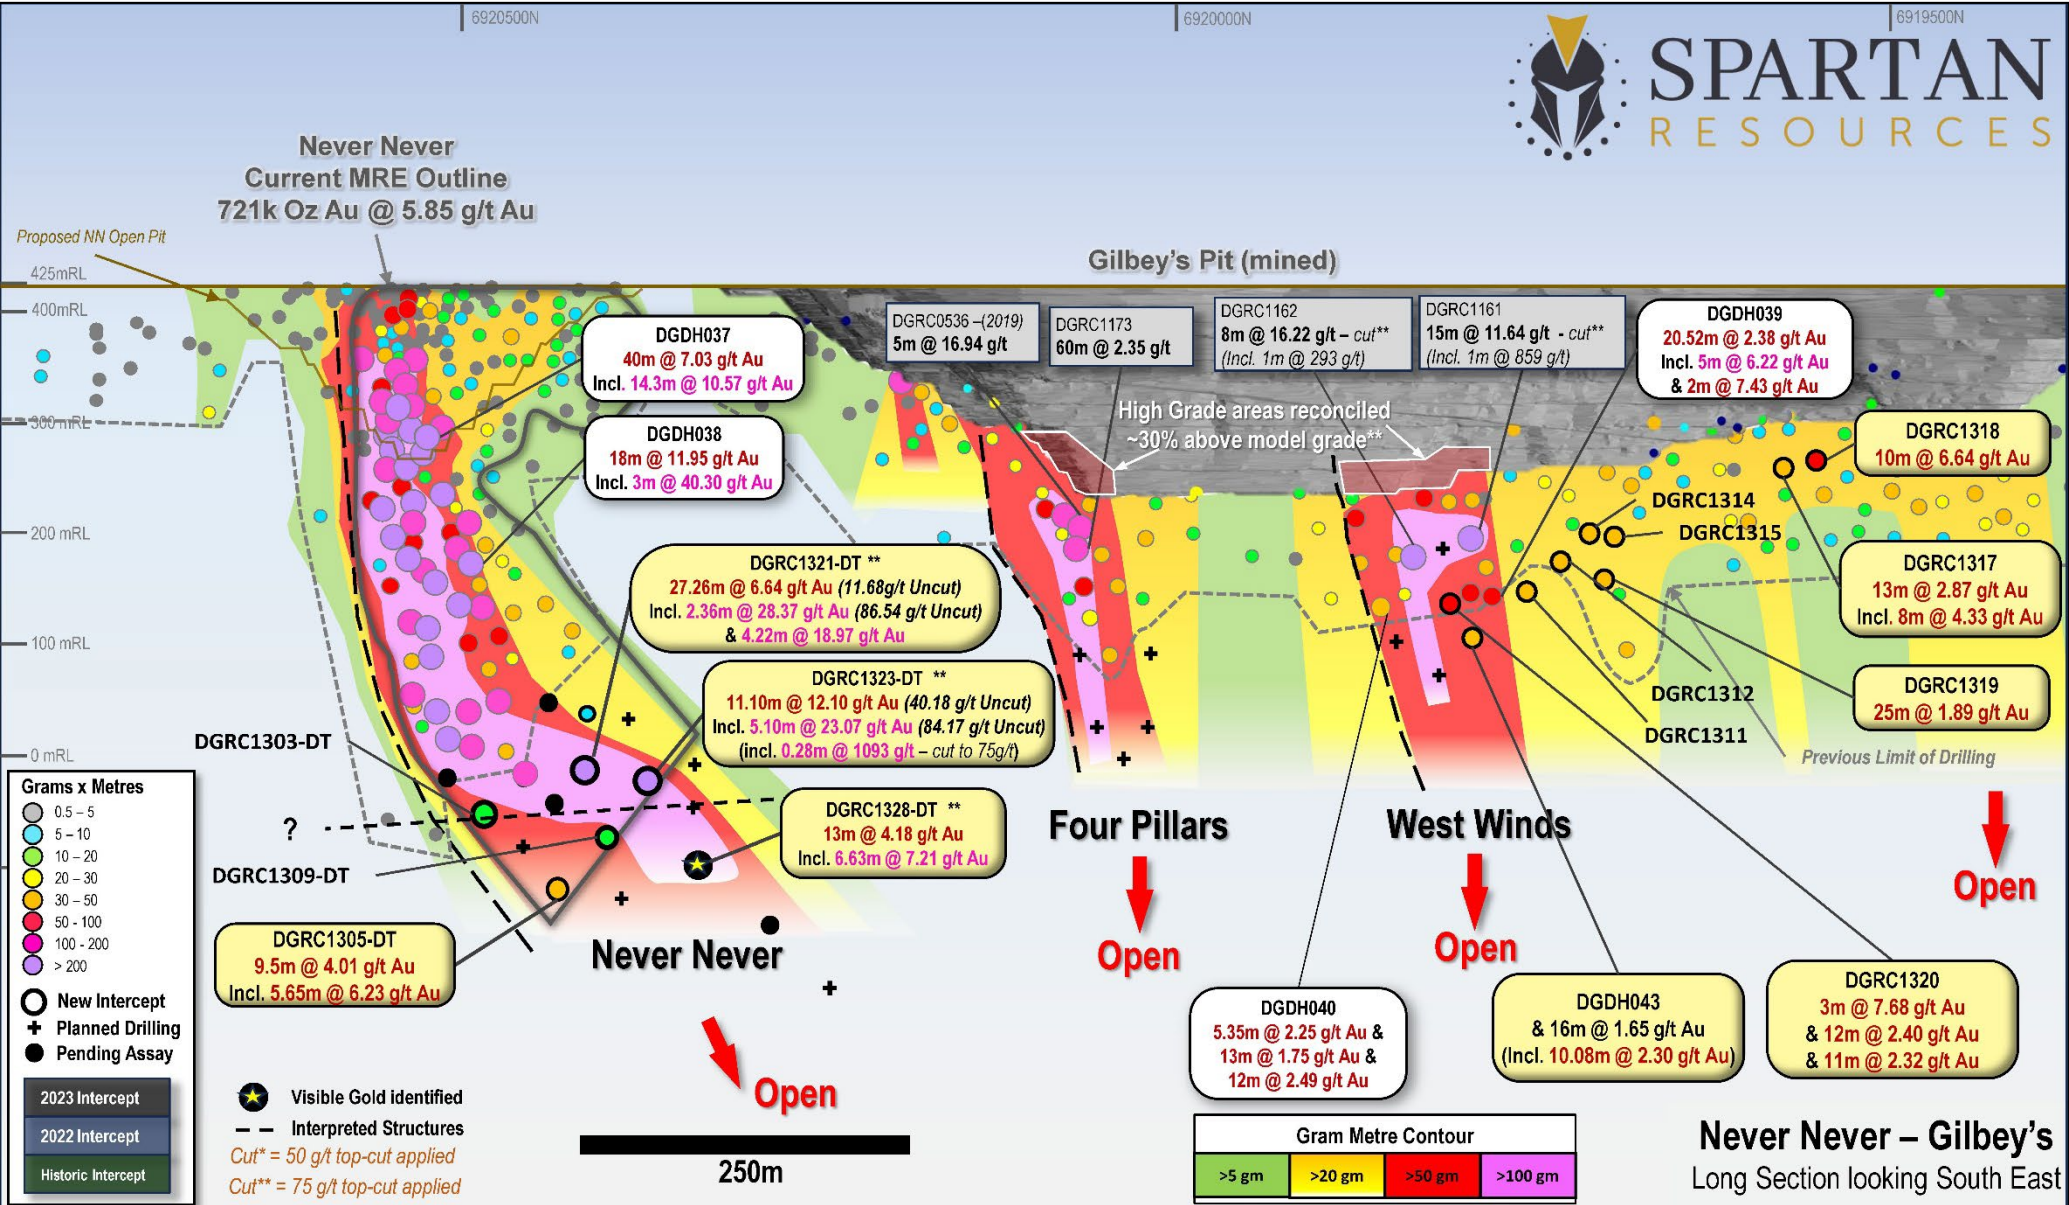 6920500N
6920000N
6919500N
SPARTAN
RESOURCES
Never Never
Current MRE Outline
721k Oz Au @ 5.85 g/t Au
Proposed NN Open Pit
Gilbey's Pit (mined)
425mRL
400mRL
300 mRL
200 mRL
100 mRL
0 mRL
DGDH037
40m @ 7.03 g/t Au
Incl. 14.3m @ 10.57 g/t Au
DGDH038
18m @ 11.95 g/t Au
Incl. 3m @ 40.30 g/t Au
DGRC0536 –(2019)
5m @ 16.94 g/t
DGRC1173
60m @ 2.35 g/t
DGRC1162
8m @ 16.22 g/t – cut**
(Incl. 1m @ 293 g/t)
DGRC1161
15m @ 11.64 g/t - cut**
(Incl. 1m @ 859 g/t)
DGDH039
20.52m @ 2.38 g/t Au
Incl. 5m @ 6.22 g/t Au
& 2m @ 7.43 g/t Au
High Grade areas reconciled
~30% above model grade**
DGRC1318
10m @ 6.64 g/t Au
DGRC1314
DGRC1315
DGRC1317
13m @ 2.87 g/t Au
Incl. 8m @ 4.33 g/t Au
DGRC1321-DT **
27.26m @ 6.64 g/t Au (11.68g/t Uncut)
Incl. 2.36m @ 28.37 g/t Au (86.54 g/t Uncut)
& 4.22m @ 18.97 g/t Au
DGRC1323-DT **
11.10m @ 12.10 g/t Au (40.18 g/t Uncut)
Incl. 5.10m @ 23.07 g/t Au (84.17 g/t Uncut)
(incl. 0.28m @ 1093 g/t – cut to 75g/t)
DGRC1312
DGRC1319
25m @ 1.89 g/t Au
DGRC1311
Previous Limit of Drilling
DGRC1303-DT
?
DGRC1309-DT
DGRC1328-DT **
13m @ 4.18 g/t Au
Incl. 6.63m @ 7.21 g/t Au
Four Pillars
Open
West Winds
Open
Open
DGRC1305-DT
9.5m @ 4.01 g/t Au
Incl. 5.65m @ 6.23 g/t Au
Never Never
Open
DGDH040
5.35m @ 2.25 g/t Au &
13m @ 1.75 g/t Au &
12m @ 2.49 g/t Au
DGDH043
& 16m @ 1.65 g/t Au
(Incl. 10.08m @ 2.30 g/t Au)
DGRC1320
3m @ 7.68 g/t Au
& 12m @ 2.40 g/t Au
& 11m @ 2.32 g/t Au
Grams x Metres
0.5 – 5
5 – 10
10 – 20
20 – 30
30 – 50
50 - 100
100 - 200
> 200
New Intercept
Planned Drilling
Pending Assay
2023 Intercept
2022 Intercept
Historic Intercept
Visible Gold identified
Interpreted Structures
Cut* = 50 g/t top-cut applied
Cut** = 75 g/t top-cut applied
250m
Gram Metre Contour
>5 gm
>20 gm
>50 gm
>100 gm
Never Never – Gilbey's
Long Section looking South East